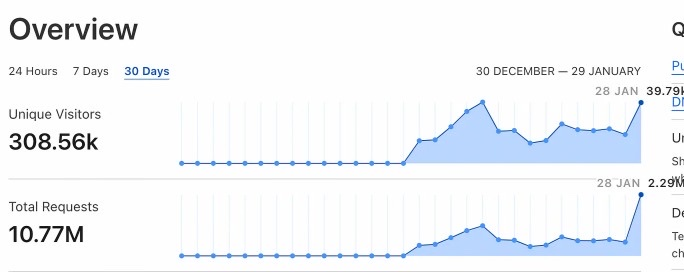 Overview
24 Hours 7 Days 30 Days
30 DECEMBER — 29 JANUARY
28 JAN 39.79k
Unique Visitors
308.56k
28 JAN 2.29M
Total Requests
10.77M